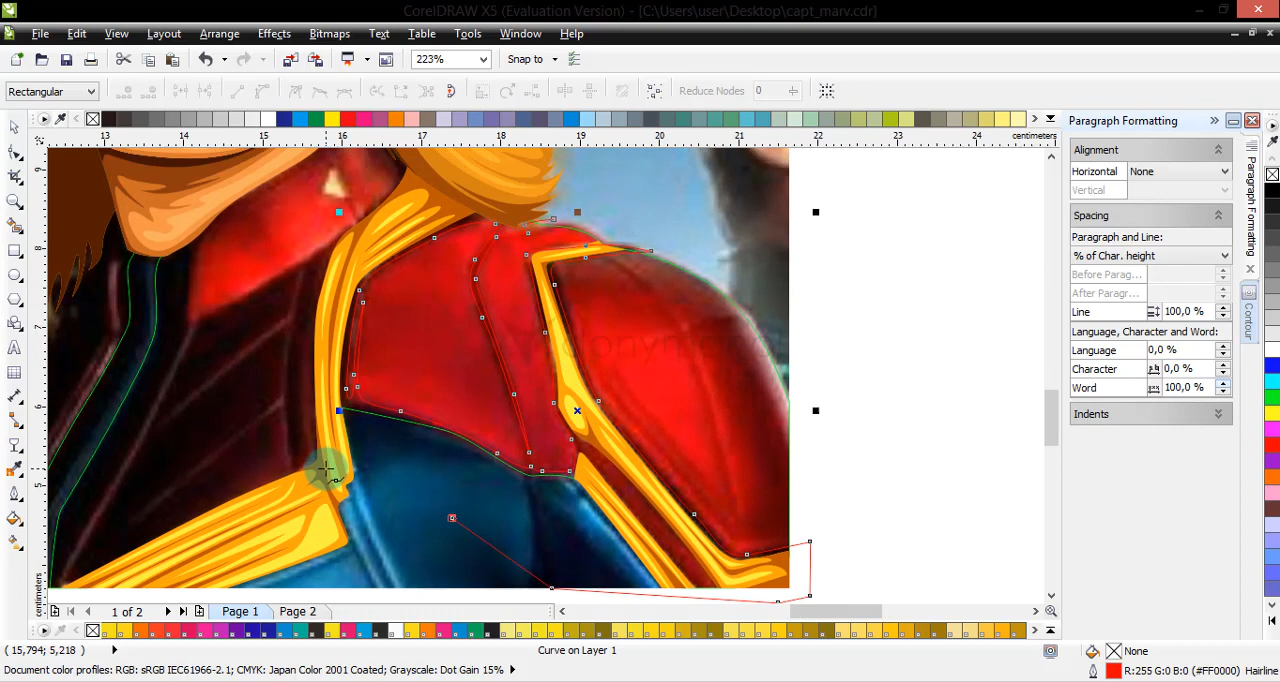 CorelDRAW X5 (Evaluation Version) - [C:\Users\user\Desktop\capt_marv.cdr]
File Edit View Layout Arrange Effects Bitmaps Text Table Tools Window Help
223% Snap to
Rectangular Reduce Nodes 0
13 14 15 16 17 18 19 20 21 22 23 24 centimeters
9
8
7
6
5
centimeters
Paragraph Formatting
Alignment
Horizontal None
Vertical
Spacing
Paragraph and Line:
% of Char. height
Before Parag...
After Paragr...
Line 100,0 %
Language, Character and Word:
Language 0,0 %
Character 0,0 %
Word 100,0 %
Indents
Paragraph Formatting
Contour
1 of 2 Page 1 Page 2
( 15,794; 5,218 ) Curve on Layer 1 None
Document color profiles: RGB: sRGB IEC61966-2.1; CMYK: Japan Color 2001 Coated; Grayscale: Dot Gain 15% R:255 G:0 B:0 (#FF0000) Hairline